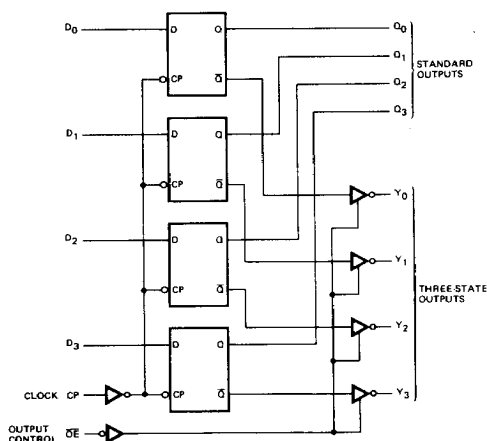 D0 D Q Q0
Q1
CP Q̅ Q2
STANDARD
OUTPUTS
Q3
D1 D Q
CP Q̅
Y0
D2 D Q
Y1
CP Q̅
THREE-STATE
OUTPUTS
Y2
D3 D Q
CLOCK CP CP Q̅ Y3
OUTPUT
CONTROL O̅E̅